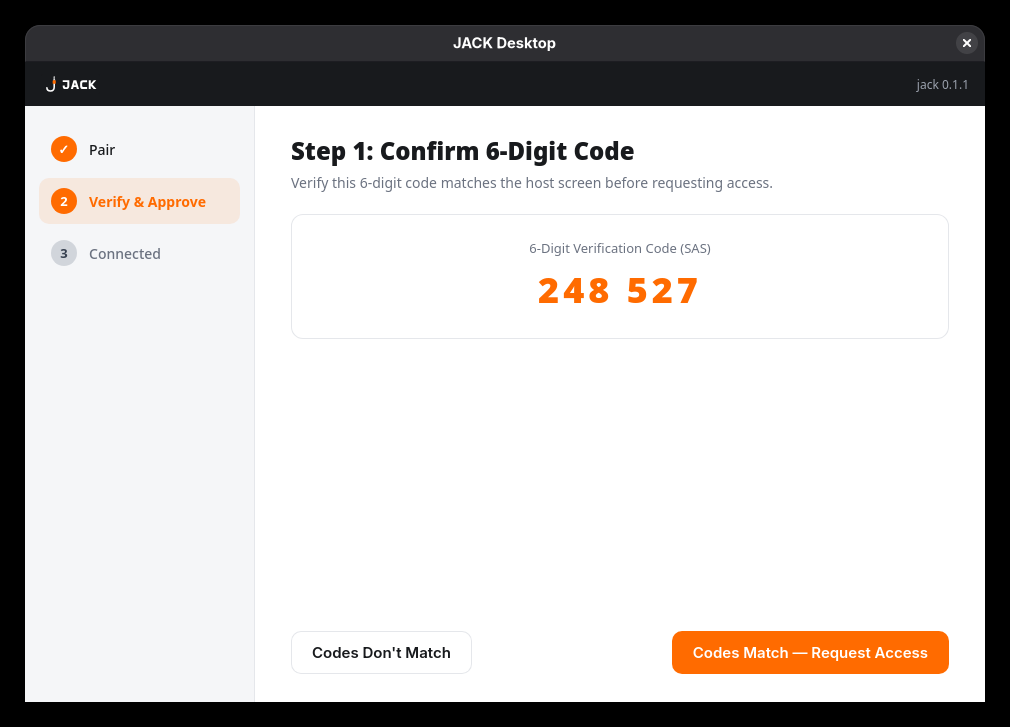 JACK Desktop
JACK
jack 0.1.1
✓ Pair
2 Verify & Approve
3 Connected
Step 1: Confirm 6-Digit Code
Verify this 6-digit code matches the host screen before requesting access.
6-Digit Verification Code (SAS)
248 527
Codes Don't Match
Codes Match — Request Access